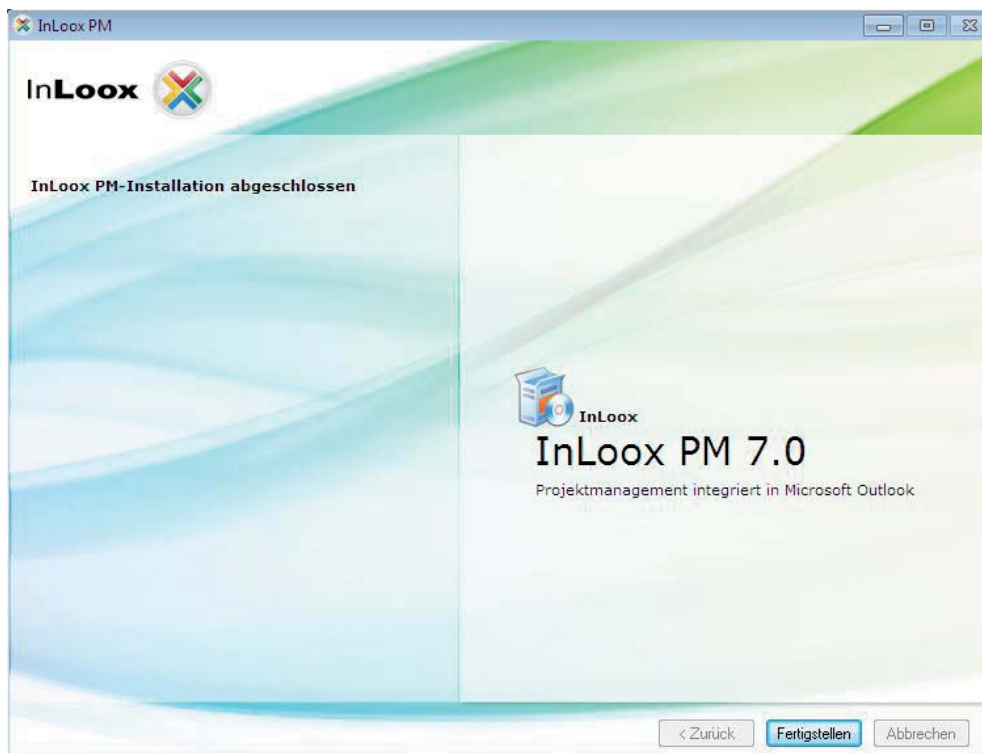 InLoox PM
InLoox
InLoox PM-Installation abgeschlossen
InLoox
InLoox PM 7.0
Projektmanagement integriert in Microsoft Outlook
< Zurück
Fertigstellen
Abbrechen